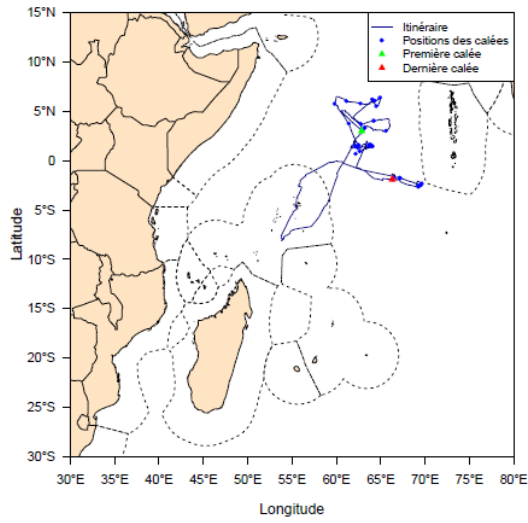 15°N
10°N
5°N
0
5°S
10°S
15°S
20°S
25°S
30°S
Latitude
Itinéraire
Positions des calées
Première calée
Dernière calée
30°E 35°E 40°E 45°E 50°E 55°E 60°E 65°E 70°E 75°E 80°E
Longitude